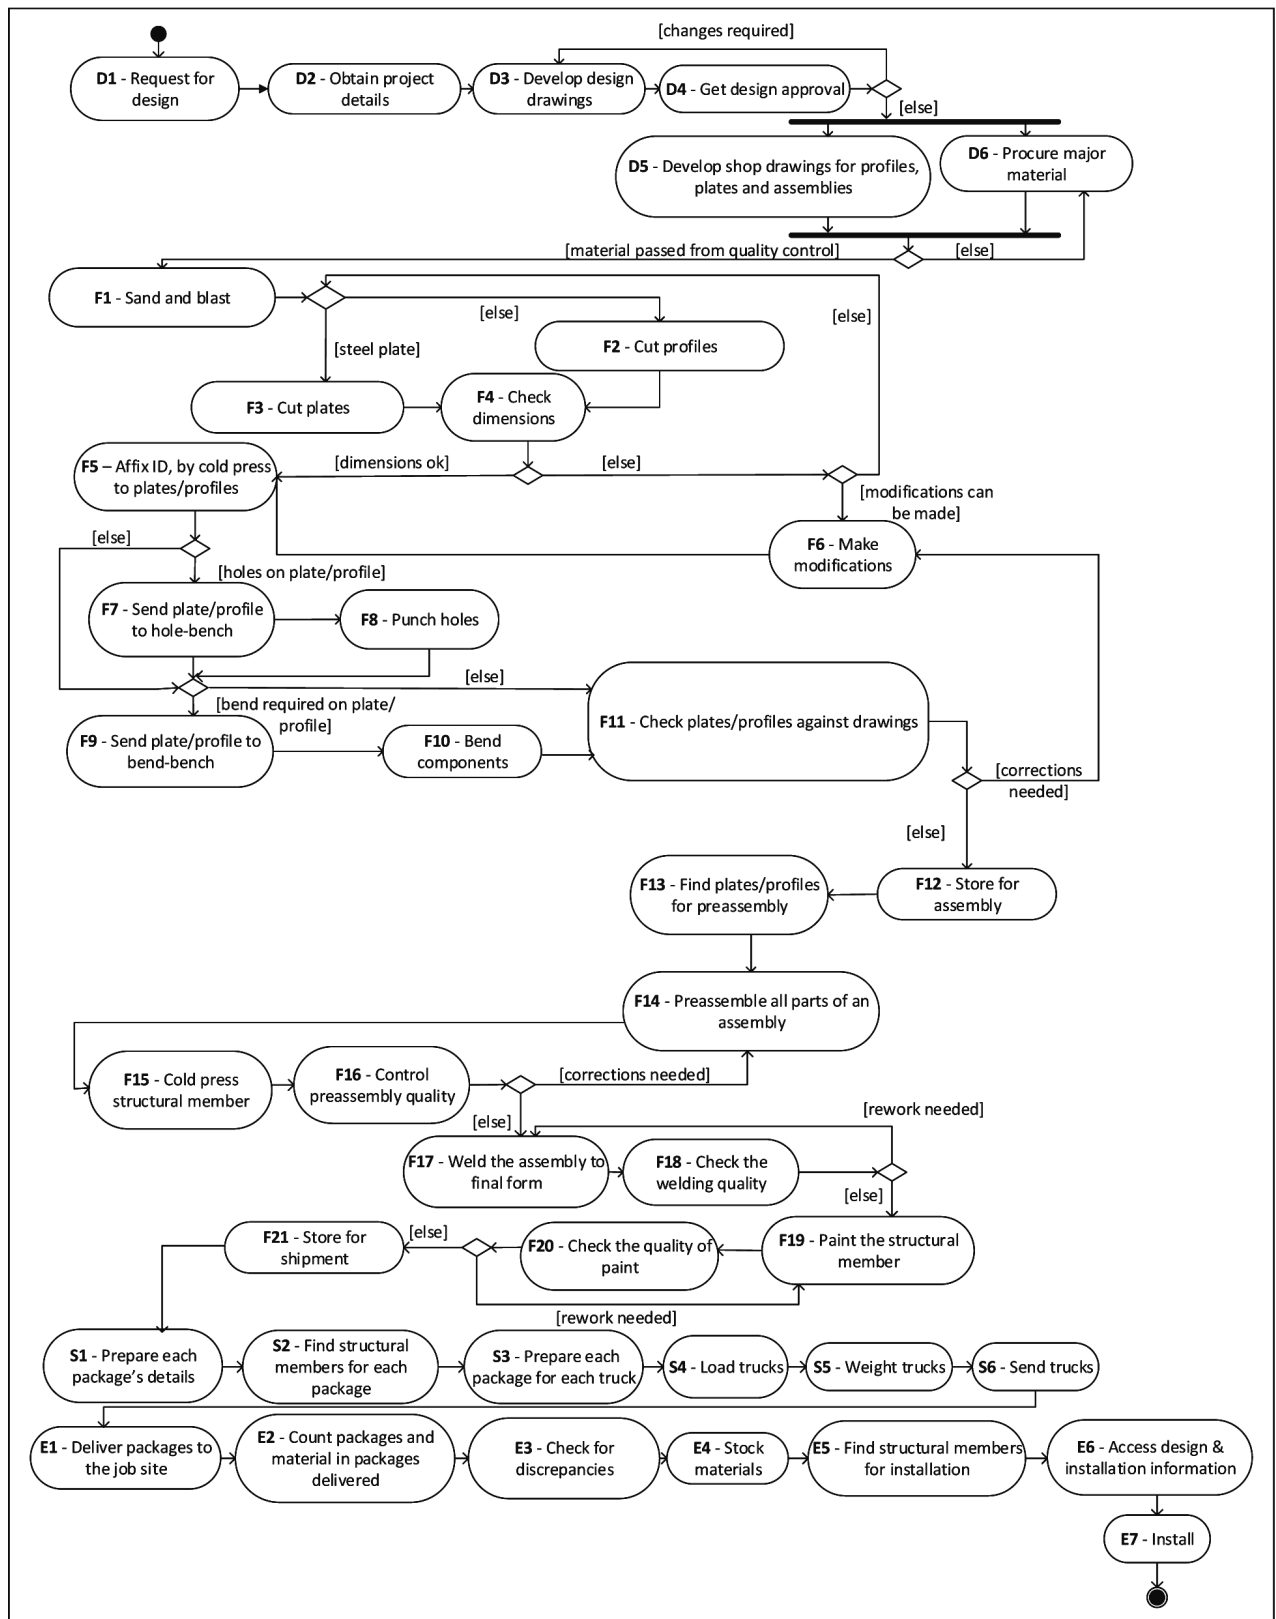 [changes required]
D1 - Request for
design
D2 - Obtain project
details
D3 - Develop design
drawings
D4 - Get design approval
[else]
D5 - Develop shop drawings for profiles,
plates and assemblies
D6 - Procure major
material
[material passed from quality control]
[else]
F1 - Sand and blast
[else]
[else]
F2 - Cut profiles
[steel plate]
F3 - Cut plates
F4 - Check
dimensions
F5 – Affix ID, by cold press
to plates/profiles
[dimensions ok]
[else]
[modifications can
be made]
F6 - Make
modifications
[else]
[holes on plate/profile]
F7 - Send plate/profile
to hole-bench
F8 - Punch holes
[else]
[bend required on plate/
profile]
F9 - Send plate/profile to
bend-bench
F10 - Bend
components
F11 - Check plates/profiles against drawings
[corrections
needed]
[else]
F12 - Store for
assembly
F13 - Find plates/profiles
for preassembly
F14 - Preassemble all parts of an
assembly
F15 - Cold press
structural member
F16 - Control
preassembly quality
[corrections needed]
[else]
[rework needed]
F17 - Weld the assembly to
final form
F18 - Check the
welding quality
[else]
F19 - Paint the structural
member
F20 - Check the quality of
paint
[else]
F21 - Store for
shipment
[rework needed]
S1 - Prepare each
package’s details
S2 - Find structural
members for each
package
S3 - Prepare each
package for each truck
S4 - Load trucks
S5 - Weight trucks
S6 - Send trucks
E1 - Deliver packages to
the job site
E2 - Count packages and
material in packages
delivered
E3 - Check for
discrepancies
E4 - Stock
materials
E5 - Find structural members
for installation
E6 - Access design &
installation information
E7 - Install